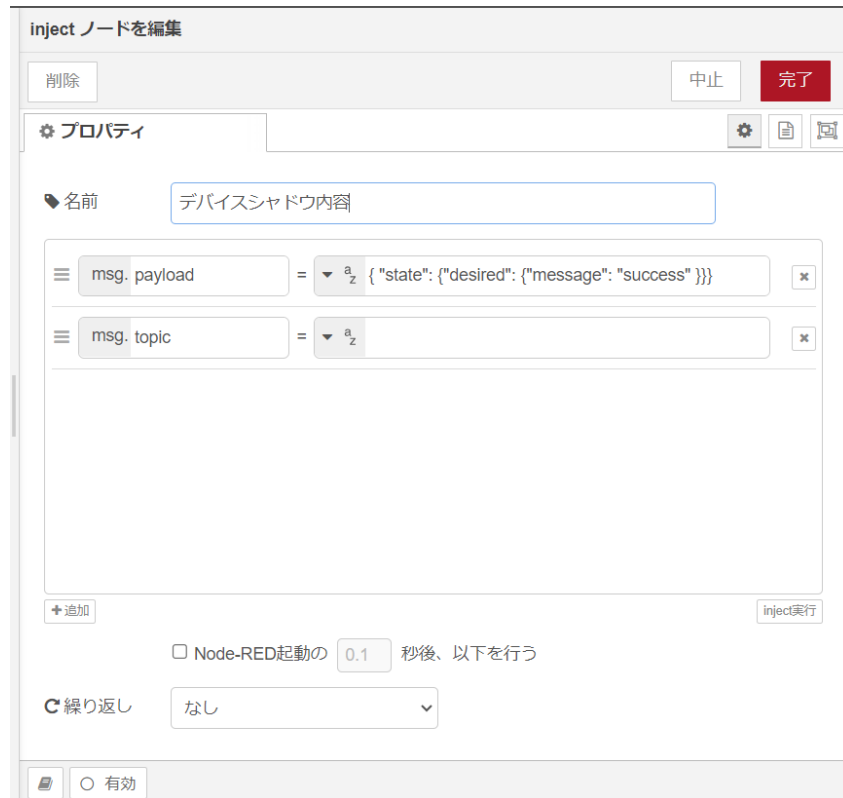 inject ノードを編集
削除 中止 完了
プロパティ
名前 デバイスシャドウ内容
msg. payload = a z { "state": {"desired": {"message": "success" }}}
msg. topic = a z
追加 inject実行
Node-RED起動の 0.1 秒後、以下を行う
繰り返し なし
有効